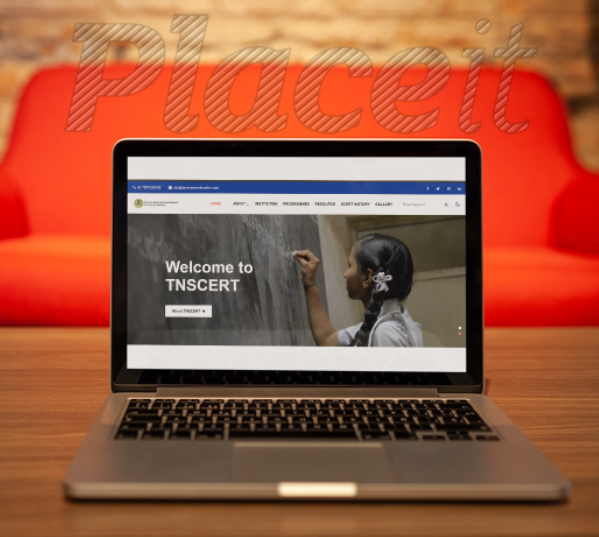 Placeit
HOME ABOUT INSTITUTION PROGRAMMES RESOURCE SCERT HISTORY GALLERY
Welcome to
TNSCERT
About TNSCERT